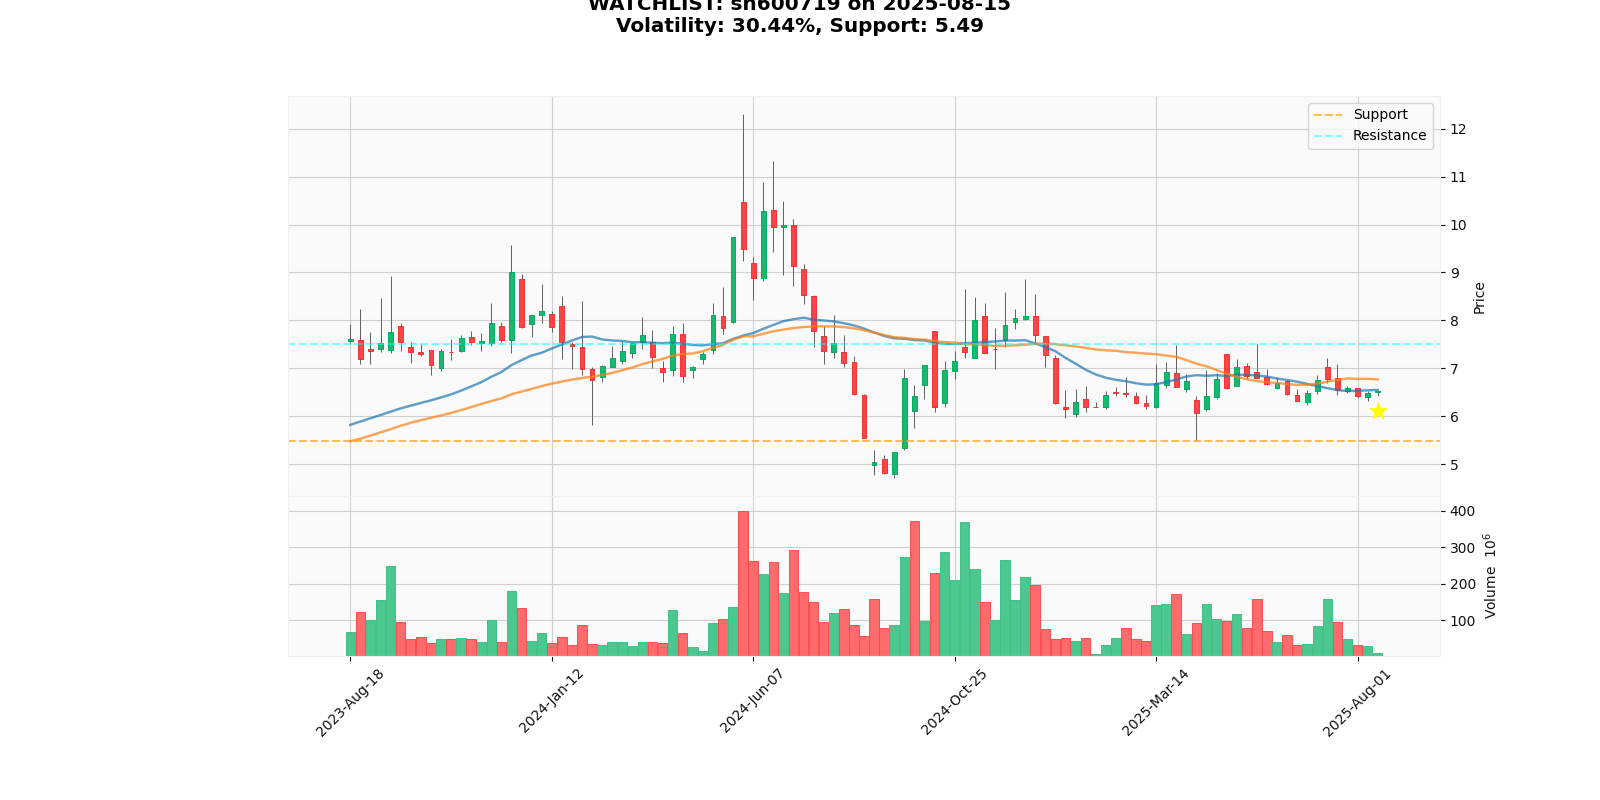 WATCHLIST: sh600719 on 2025-08-15
Volatility: 30.44%, Support: 5.49
Support
Resistance
12
11
10
9
8
7
6
5
Price
400
300
200
100
Volume 10⁶
2023-Aug-18
2024-Jan-12
2024-Jun-07
2024-Oct-25
2025-Mar-14
2025-Aug-01